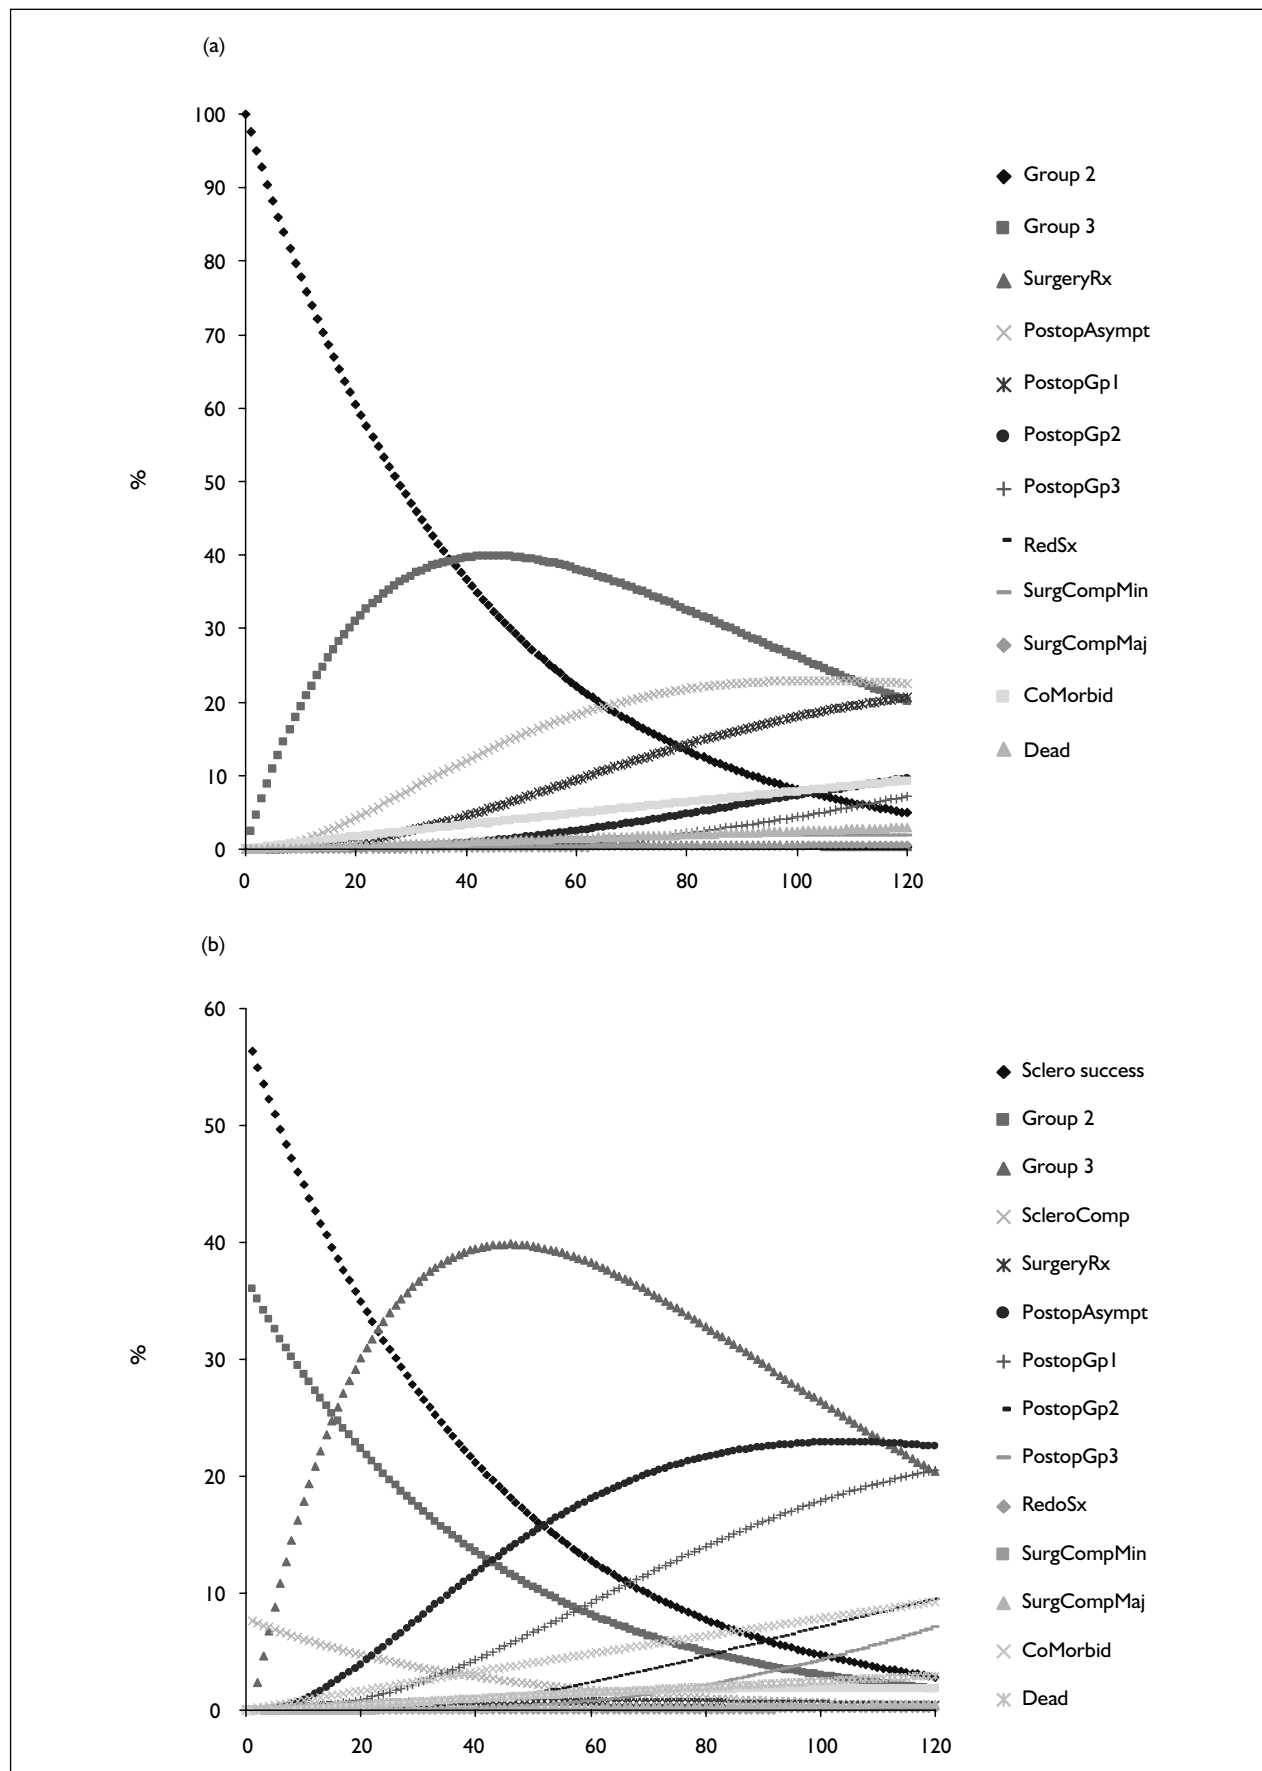 (a)
100
90
80
70
60
50
40
30
20
10
0
%
0 20 40 60 80 100 120
Group 2
Group 3
SurgeryRx
PostopAsympt
PostopGp1
PostopGp2
PostopGp3
RedSx
SurgCompMin
SurgCompMaj
CoMorbid
Dead
(b)
60
50
40
30
20
10
0
%
0 20 40 60 80 100 120
Sclero success
Group 2
Group 3
ScleroComp
SurgeryRx
PostopAsympt
PostopGp1
PostopGp2
PostopGp3
RedoSx
SurgCompMin
SurgCompMaj
CoMorbid
Dead